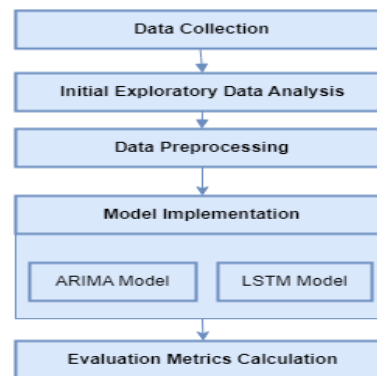 Data Collection
Initial Exploratory Data Analysis
Data Preprocessing
Model Implementation
ARIMA Model LSTM Model
Evaluation Metrics Calculation